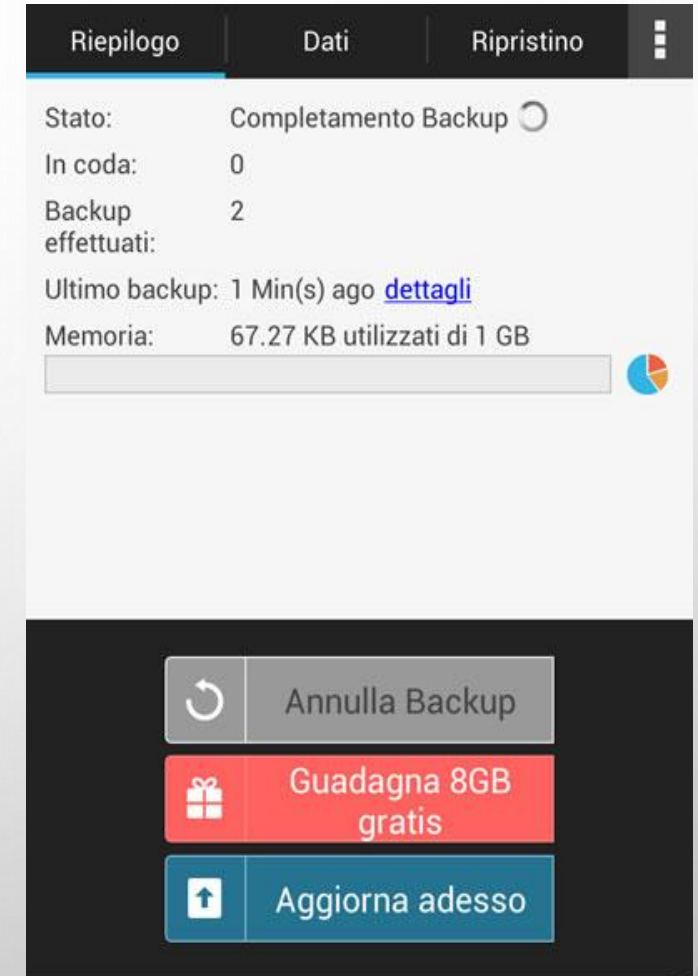 Riepilogo Dati Ripristino
Stato: Completamento Backup
In coda: 0
Backup 2
effettuati:
Ultimo backup: 1 Min(s) ago dettagli
Memoria: 67.27 KB utilizzati di 1 GB
Annulla Backup
Guadagna 8GB
gratis
Aggiorna adesso